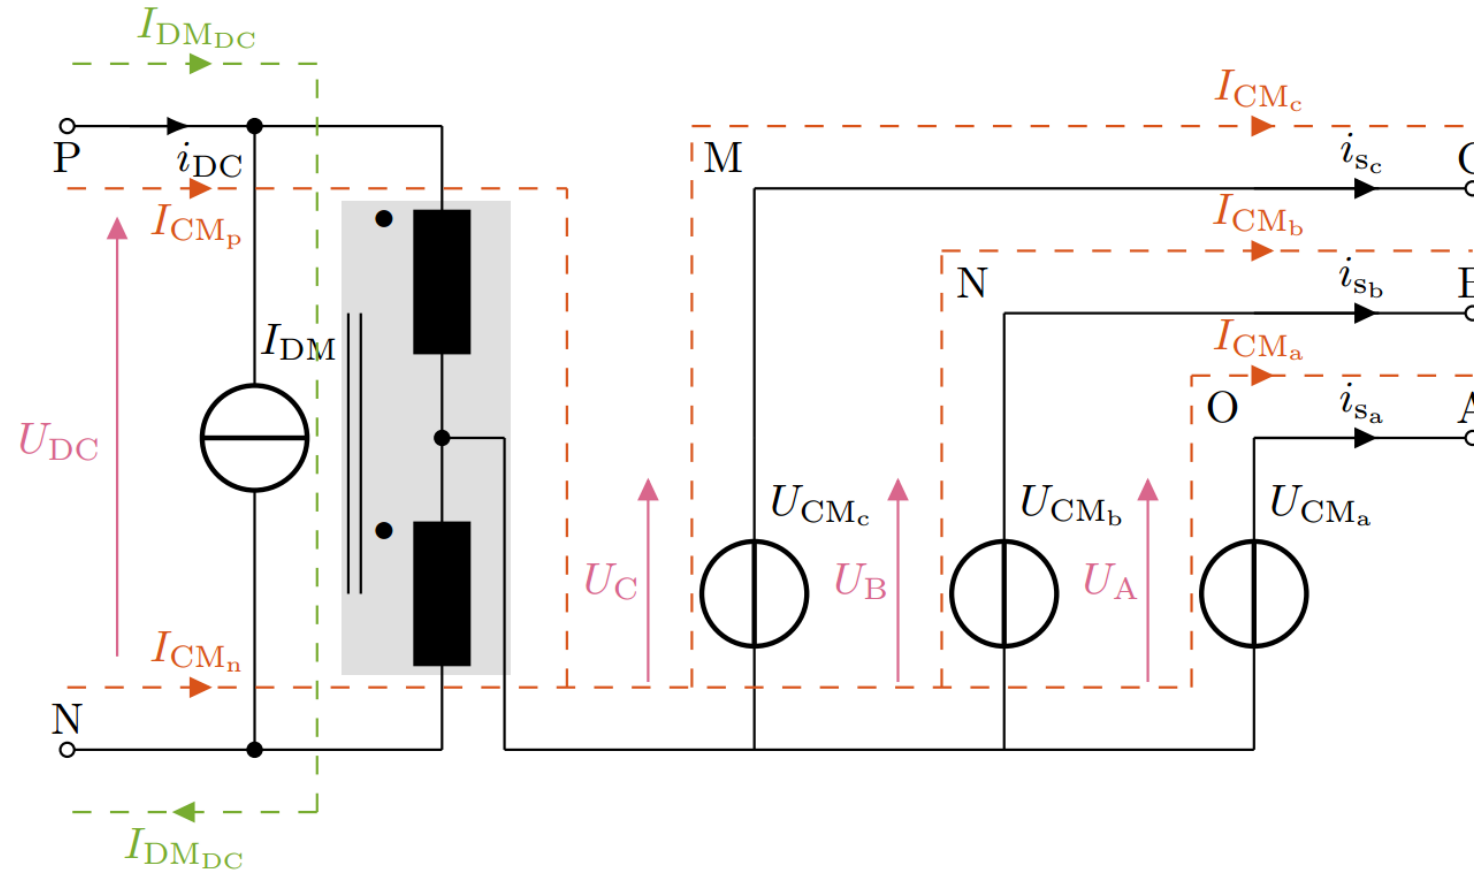 I_DM_DC
I_CM_c
P
i_DC
M
i_s_c
I_CM_p
I_CM_b
N
i_s_b
I_DM
I_CM_a
O
i_s_a
U_DC
U_CM_c
U_CM_b
U_CM_a
U_C
U_B
U_A
I_CM_n
N
I_DM_DC